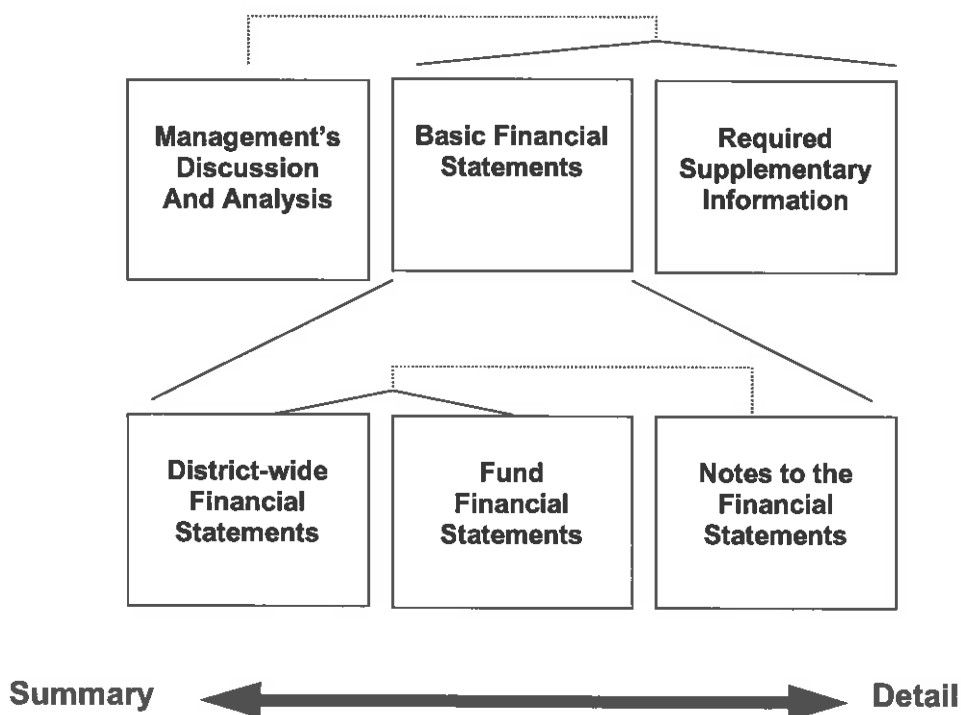 Management's
Discussion
And Analysis
Basic Financial
Statements
Required
Supplementary
Information
District-wide
Financial
Statements
Fund
Financial
Statements
Notes to the
Financial
Statements
Summary
Detail